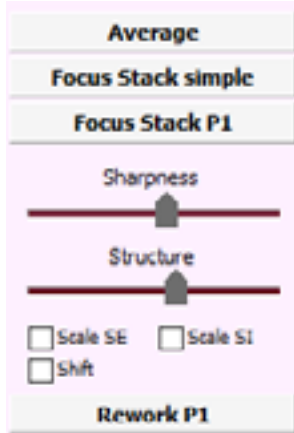 Average
Focus Stack simple
Focus Stack P1
Sharpness
Structure
Scale SE Scale SI
Shift
Rework P1